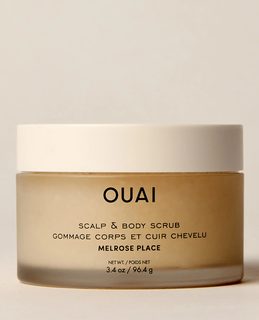 OUAI
SCALP & BODY SCRUB
GOMMAGE CORPS ET CUIR CHEVELU
MELROSE PLACE
NET WT. / POIDS NET
3.4 oz / 96.4 g